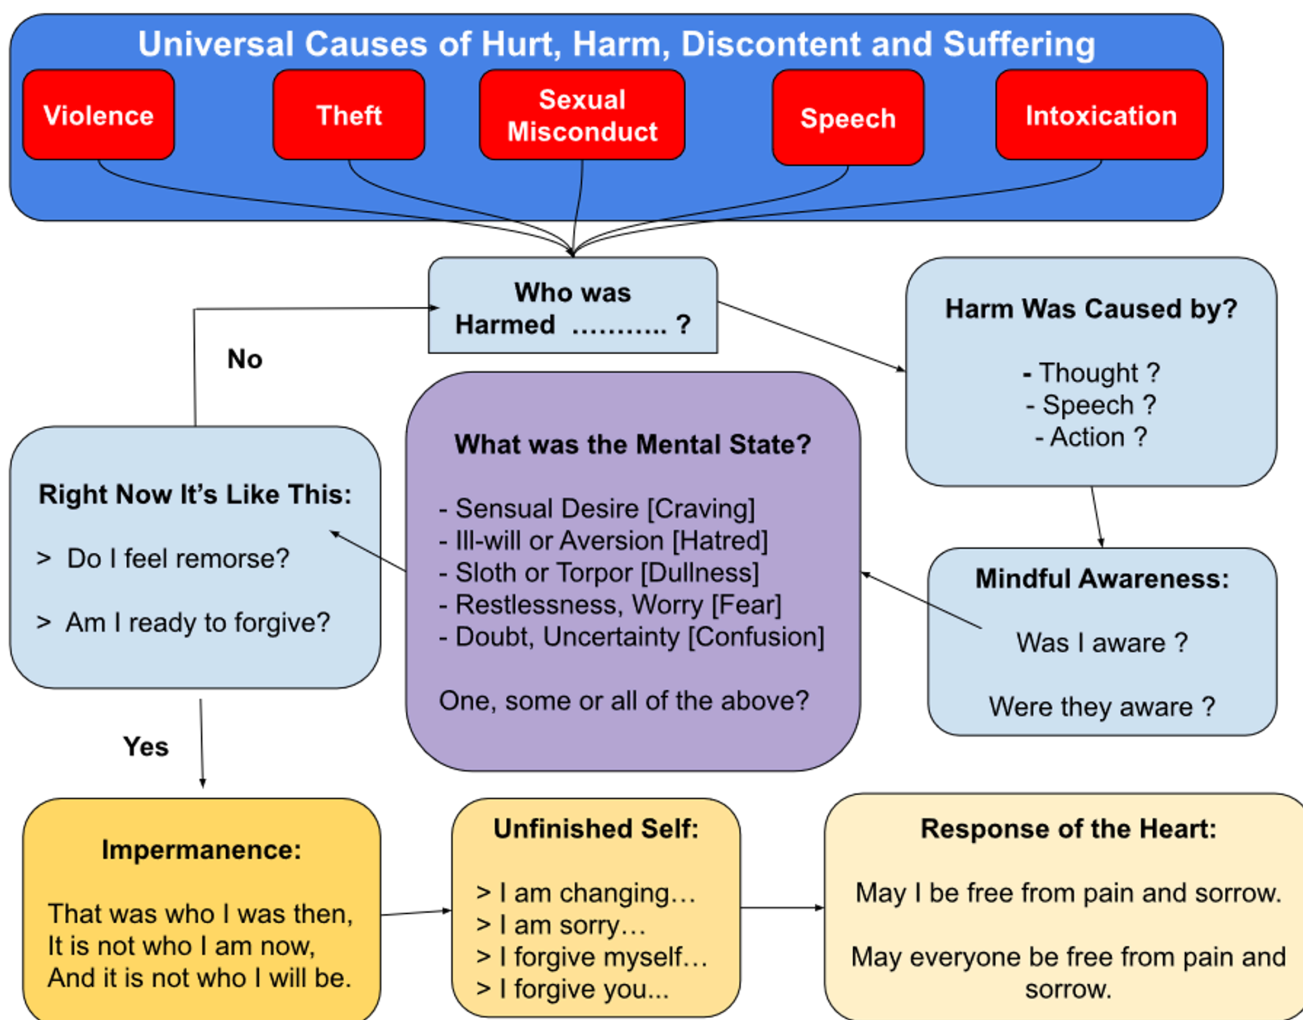 Universal Causes of Hurt, Harm, Discontent and Suffering
Violence
Theft
Sexual
Misconduct
Speech
Intoxication
Who was
Harmed ……….. ?
Harm Was Caused by?
- Thought ?
- Speech ?
- Action ?
No
What was the Mental State?
- Sensual Desire [Craving]
- Ill-will or Aversion [Hatred]
- Sloth or Torpor [Dullness]
- Restlessness, Worry [Fear]
- Doubt, Uncertainty [Confusion]
One, some or all of the above?
Right Now It’s Like This:
> Do I feel remorse?
> Am I ready to forgive?
Mindful Awareness:
Was I aware ?
Were they aware ?
Yes
Impermanence:
That was who I was then,
It is not who I am now,
And it is not who I will be.
Unfinished Self:
> I am changing…
> I am sorry…
> I forgive myself…
> I forgive you...
Response of the Heart:
May I be free from pain and sorrow.
May everyone be free from pain and
sorrow.